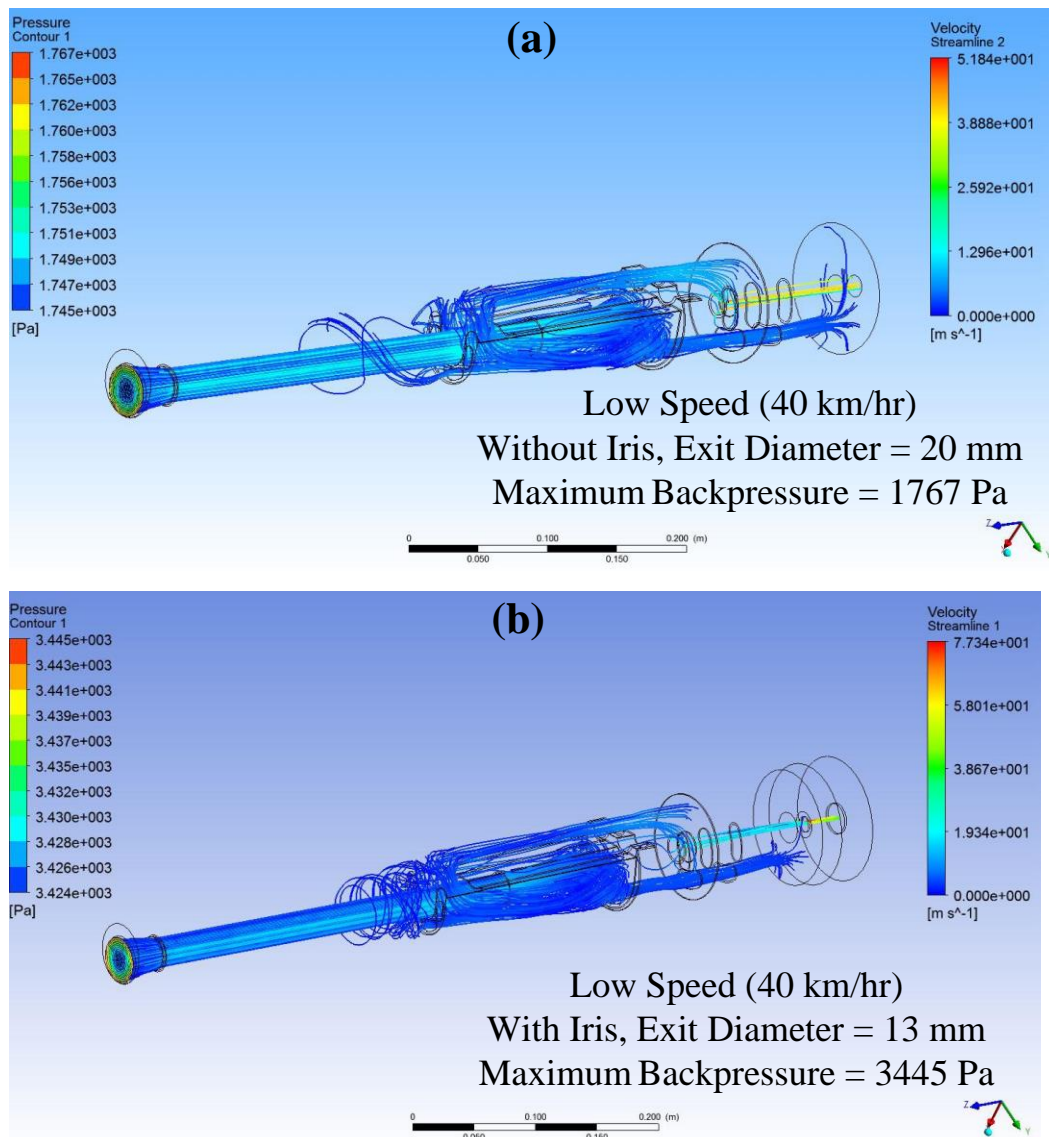 (a)
Pressure
Contour 1
1.767e+003
1.765e+003
1.762e+003
1.760e+003
1.758e+003
1.756e+003
1.753e+003
1.751e+003
1.749e+003
1.747e+003
1.745e+003
[Pa]
Velocity
Streamline 2
5.184e+001
3.888e+001
2.592e+001
1.296e+001
0.000e+000
[m s^-1]
Low Speed (40 km/hr)
Without Iris, Exit Diameter = 20 mm
Maximum Backpressure = 1767 Pa
0 0.100 0.200 (m)
0.050 0.150
Z
Y
(b)
Pressure
Contour 1
3.445e+003
3.443e+003
3.441e+003
3.439e+003
3.437e+003
3.435e+003
3.432e+003
3.430e+003
3.428e+003
3.426e+003
3.424e+003
[Pa]
Velocity
Streamline 1
7.734e+001
5.801e+001
3.867e+001
1.934e+001
0.000e+000
[m s^-1]
Low Speed (40 km/hr)
With Iris, Exit Diameter = 13 mm
Maximum Backpressure = 3445 Pa
0 0.100 0.200 (m)
0.050 0.150
Z
Y